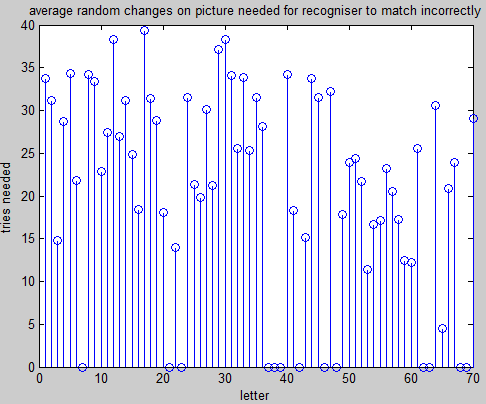 average random changes on picture needed for recogniser to match incorrectly
40
35
30
25
20
15
10
5
0
tries needed
0 10 20 30 40 50 60 70
letter